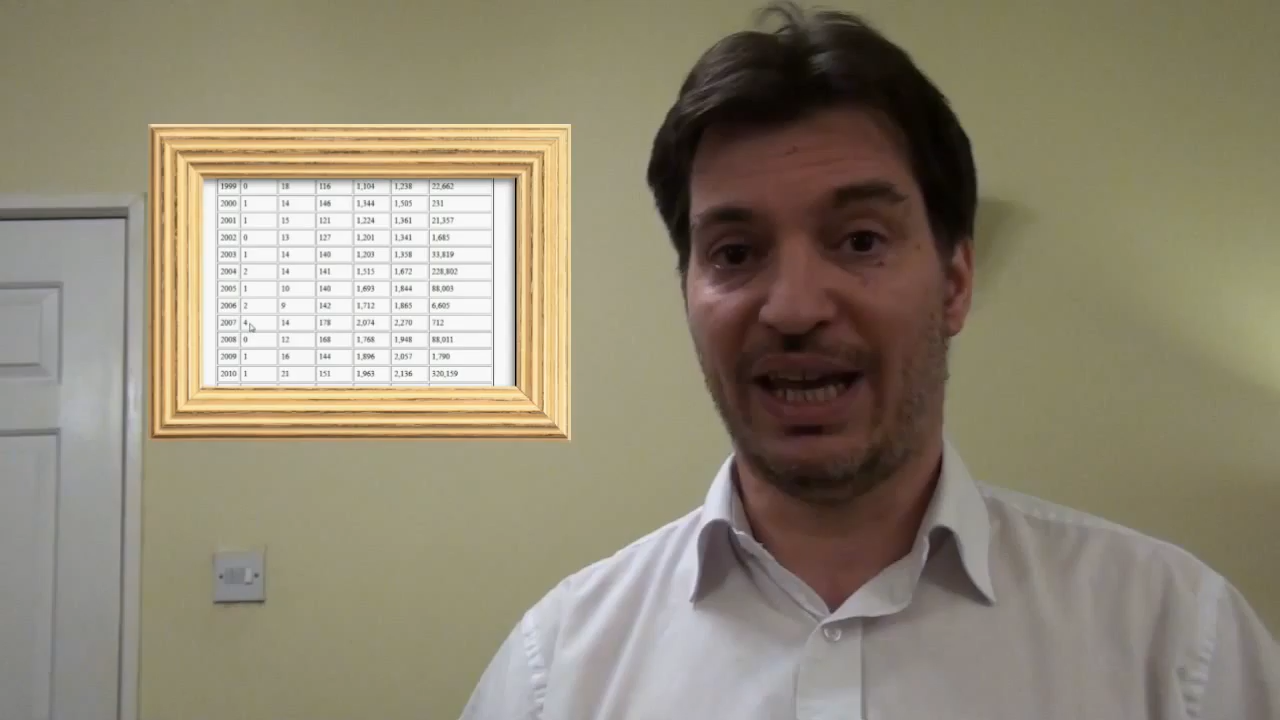 1999 0 18 116 1,104 1,238 22,662
2000 1 14 146 1,344 1,505 231
2001 1 15 121 1,224 1,361 21,357
2002 0 13 127 1,201 1,341 1,685
2003 1 14 140 1,203 1,358 33,819
2004 2 14 141 1,515 1,672 228,802
2005 1 10 140 1,693 1,844 88,003
2006 2 9 142 1,712 1,865 6,605
2007 4 14 178 2,074 2,270 712
2008 0 12 168 1,768 1,948 88,011
2009 1 16 144 1,896 2,057 1,790
2010 1 21 151 1,963 2,136 320,159